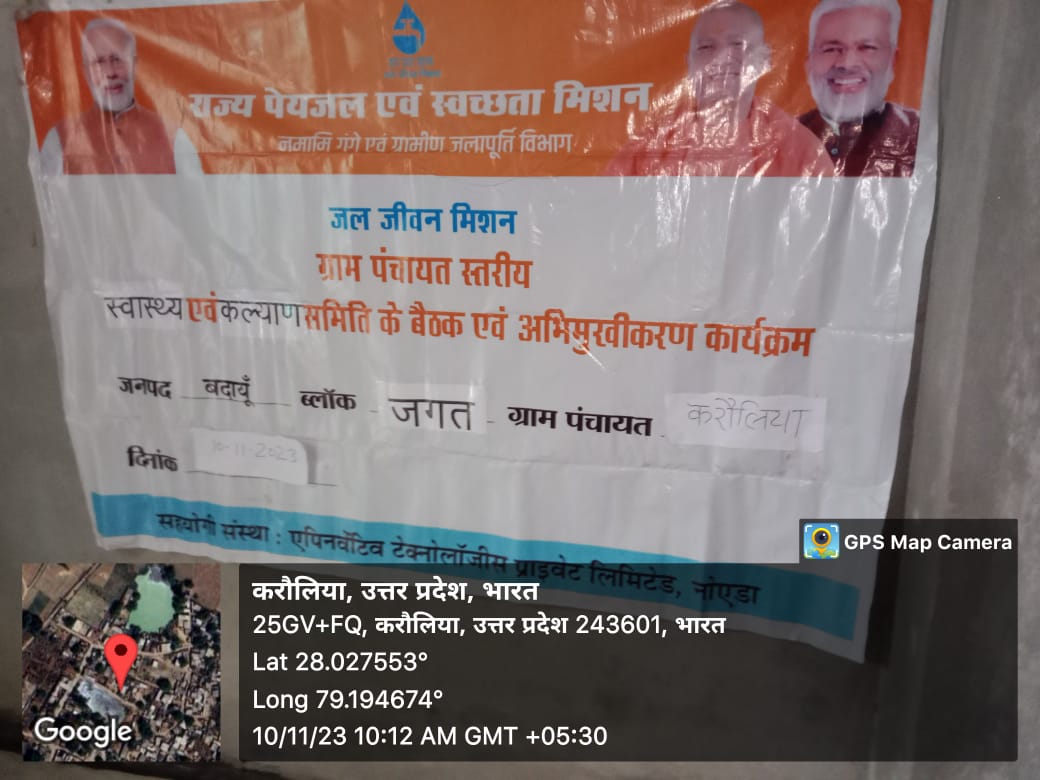 राज्य पेयजल एवं स्वच्छता मिशन
नमामि गंगे एवं ग्रामीण जलापूर्ति विभाग
जल जीवन मिशन
ग्राम पंचायत स्तरीय
स्वास्थ्य एवं कल्याण समिति के बैठक एवं अभिमुखीकरण कार्यक्रम
जनपद बदायूँ ब्लॉक जगत ग्राम पंचायत करौलिया
दिनांक 10-11-2023
सहयोगी संस्था : एपिनर्वोटिव टेक्नोलॉजीस प्राइवेट लिमिटेड, नोएडा
GPS Map Camera
करौलिया, उत्तर प्रदेश, भारत
25GV+FQ, करौलिया, उत्तर प्रदेश 243601, भारत
Lat 28.027553°
Long 79.194674°
10/11/23 10:12 AM GMT +05:30
Google